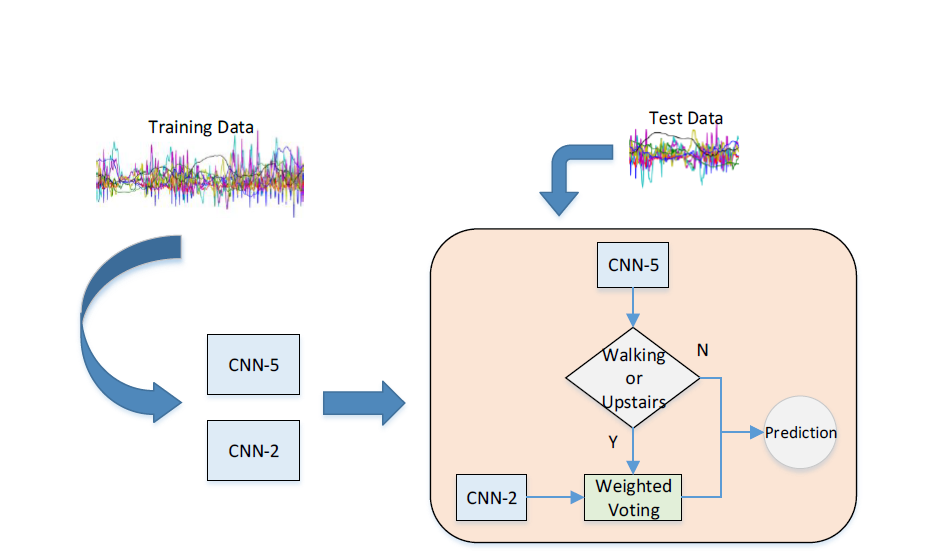 Training Data
Test Data
CNN-5
CNN-2
CNN-5
Walking
or
Upstairs
N
Y
Prediction
CNN-2
Weighted
Voting